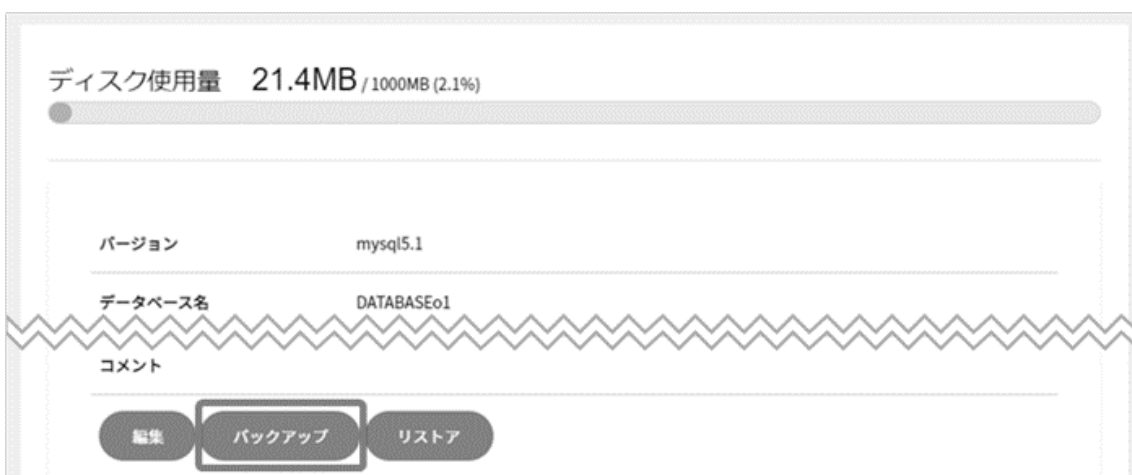 ディスク使用量 21.4MB / 1000MB (2.1%)
バージョン mysql5.1
データベース名 DATABASEo1
コメント
編集 バックアップ リストア